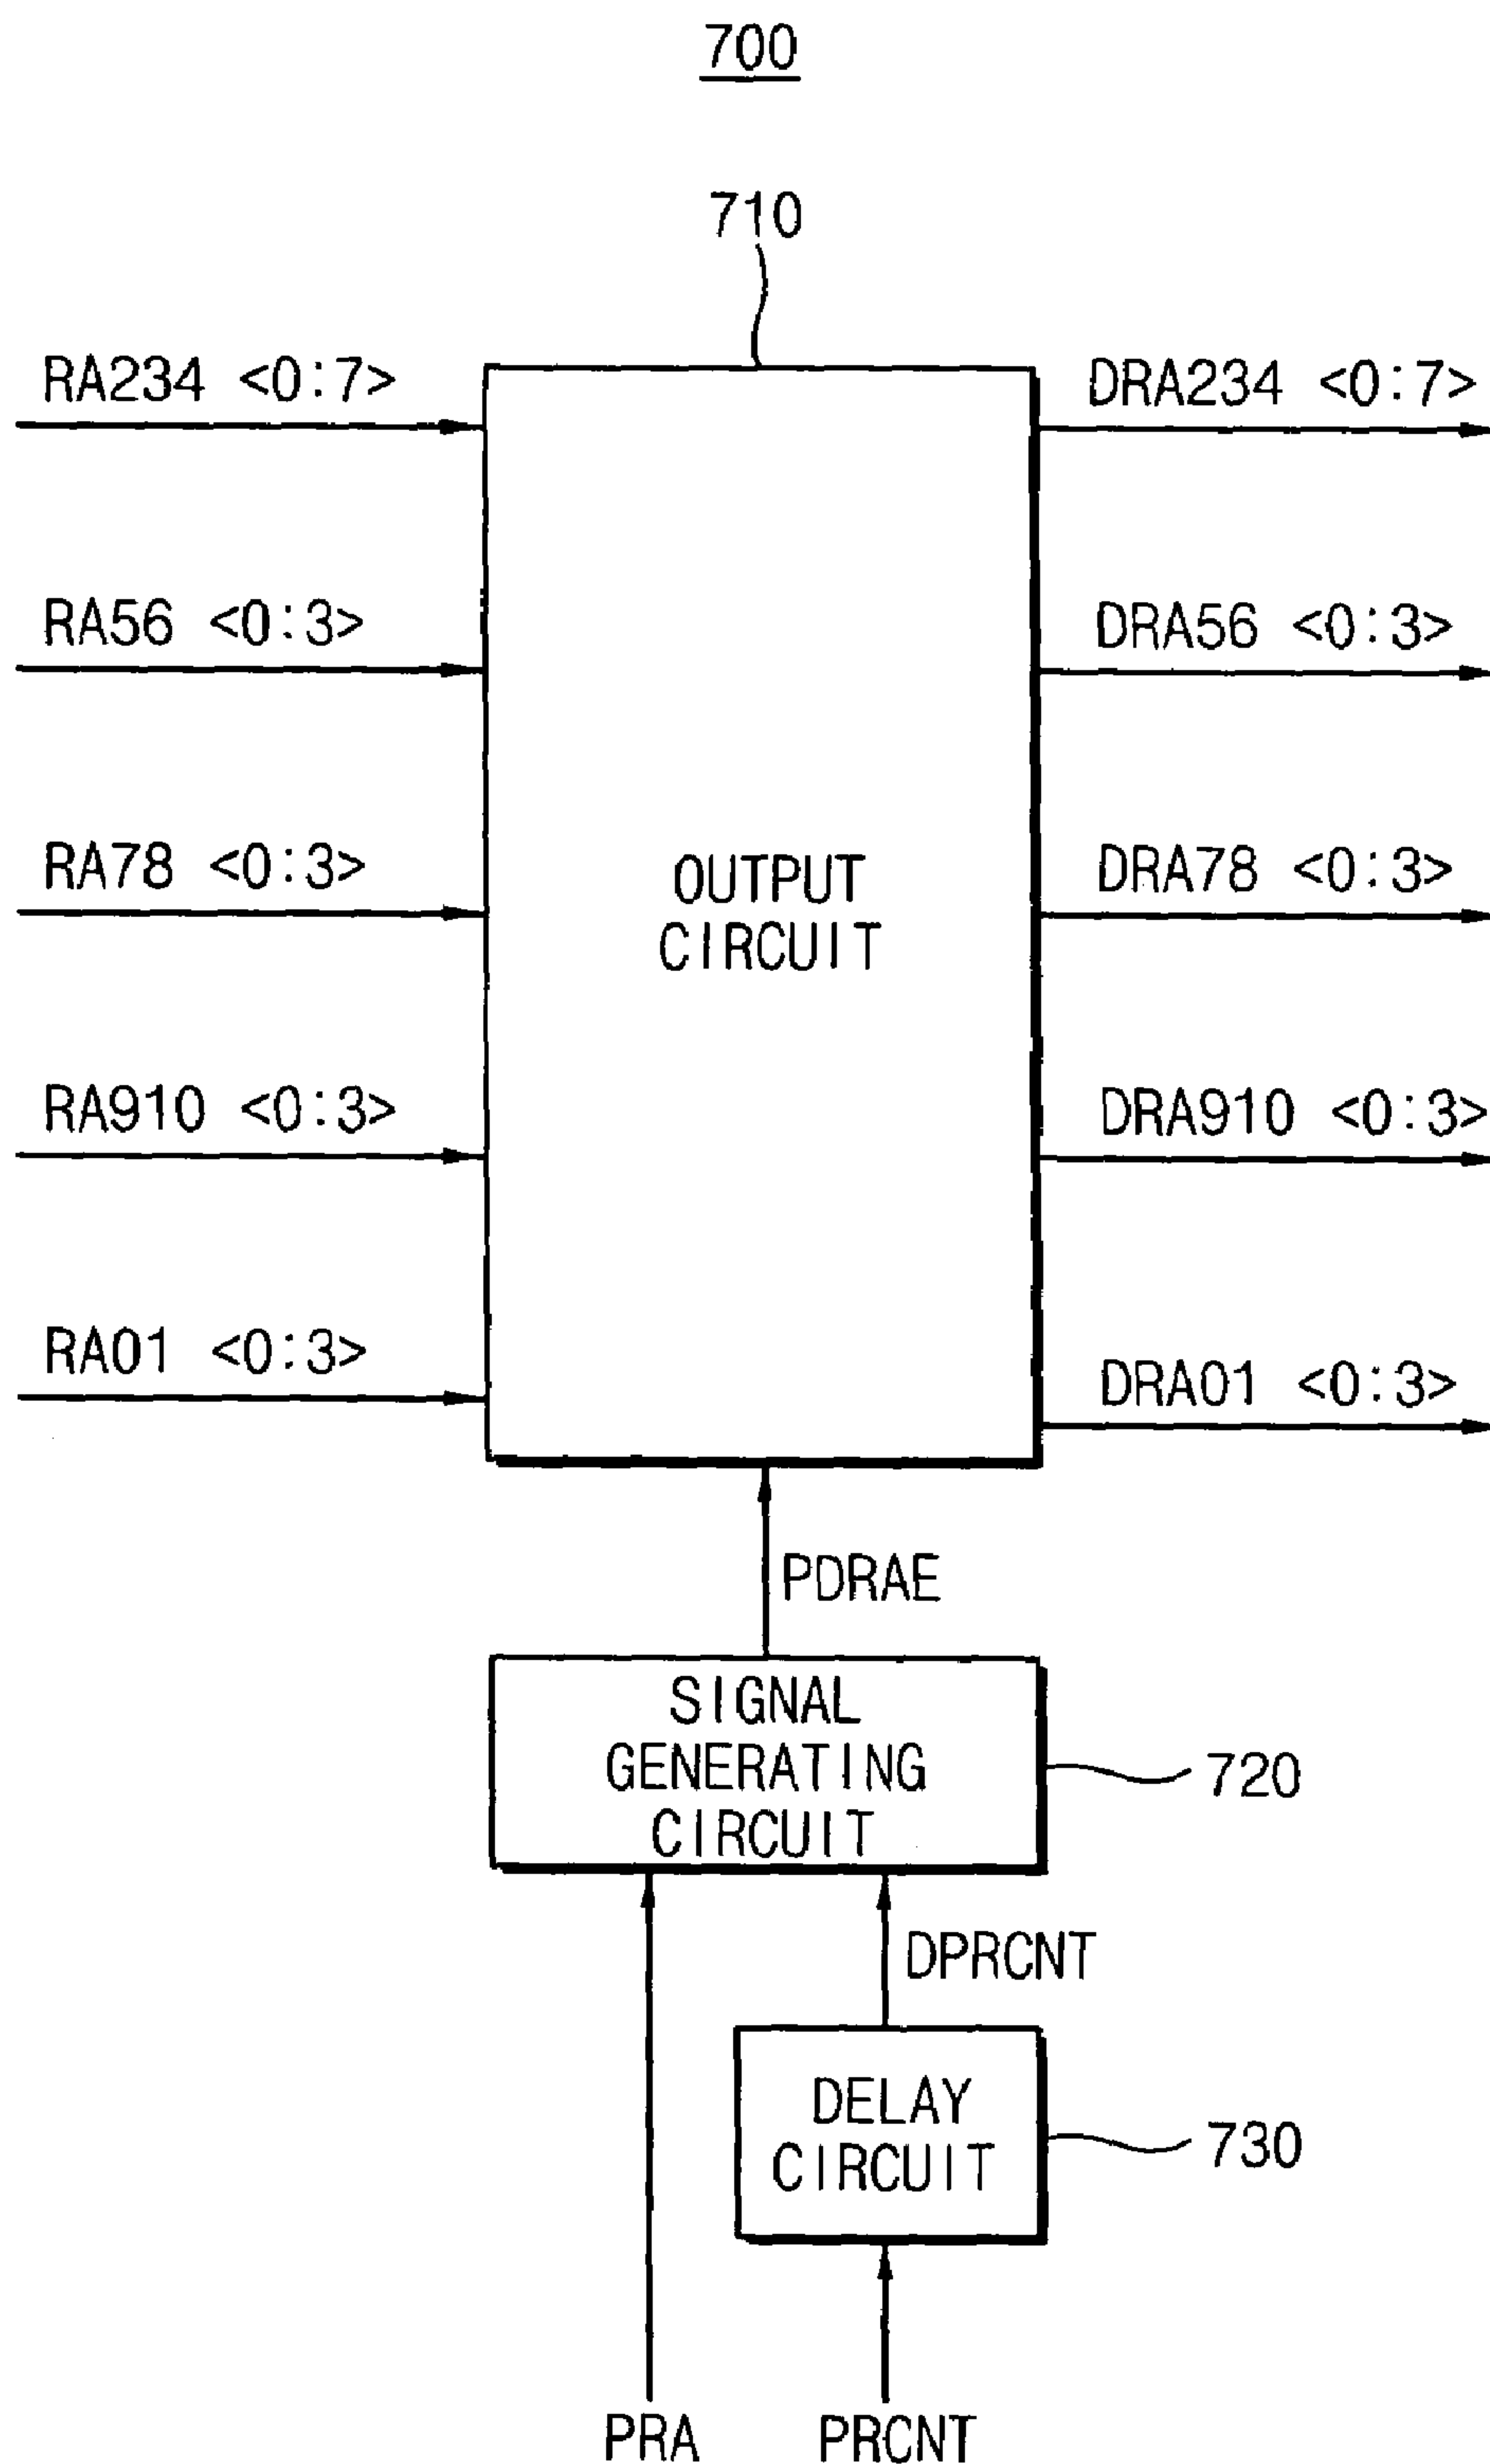 700
710
RA234 <0:7>
DRA234 <0:7>
RA56 <0:3>
DRA56 <0:3>
RA78 <0:3>
DRA78 <0:3>
OUTPUT
CIRCUIT
RA910 <0:3>
DRA910 <0:3>
RA01 <0:3>
DRA01 <0:3>
PDRAE
SIGNAL
GENERATING
CIRCUIT
720
DPRCNT
DELAY
CIRCUIT
730
PRA
PRCNT